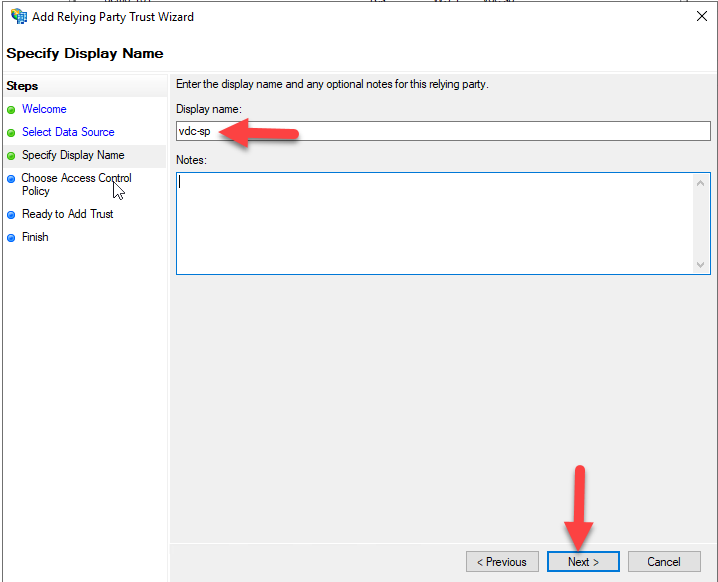 Add Relying Party Trust Wizard
Specify Display Name
Steps
Welcome
Select Data Source
Specify Display Name
Choose Access Control
Policy
Ready to Add Trust
Finish
Enter the display name and any optional notes for this relying party.
Display name:
vdc-sp
Notes:
< Previous
Next >
Cancel